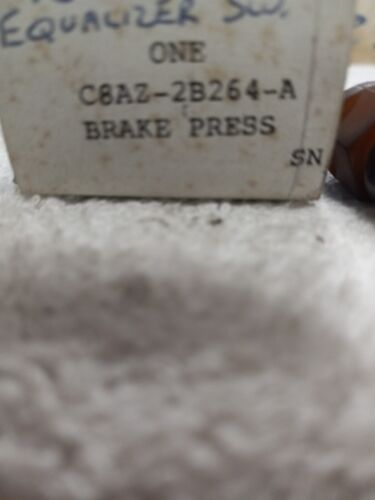 EQUALIZER SW.
ONE
C8AZ-2B264-A
BRAKE PRESS
SN